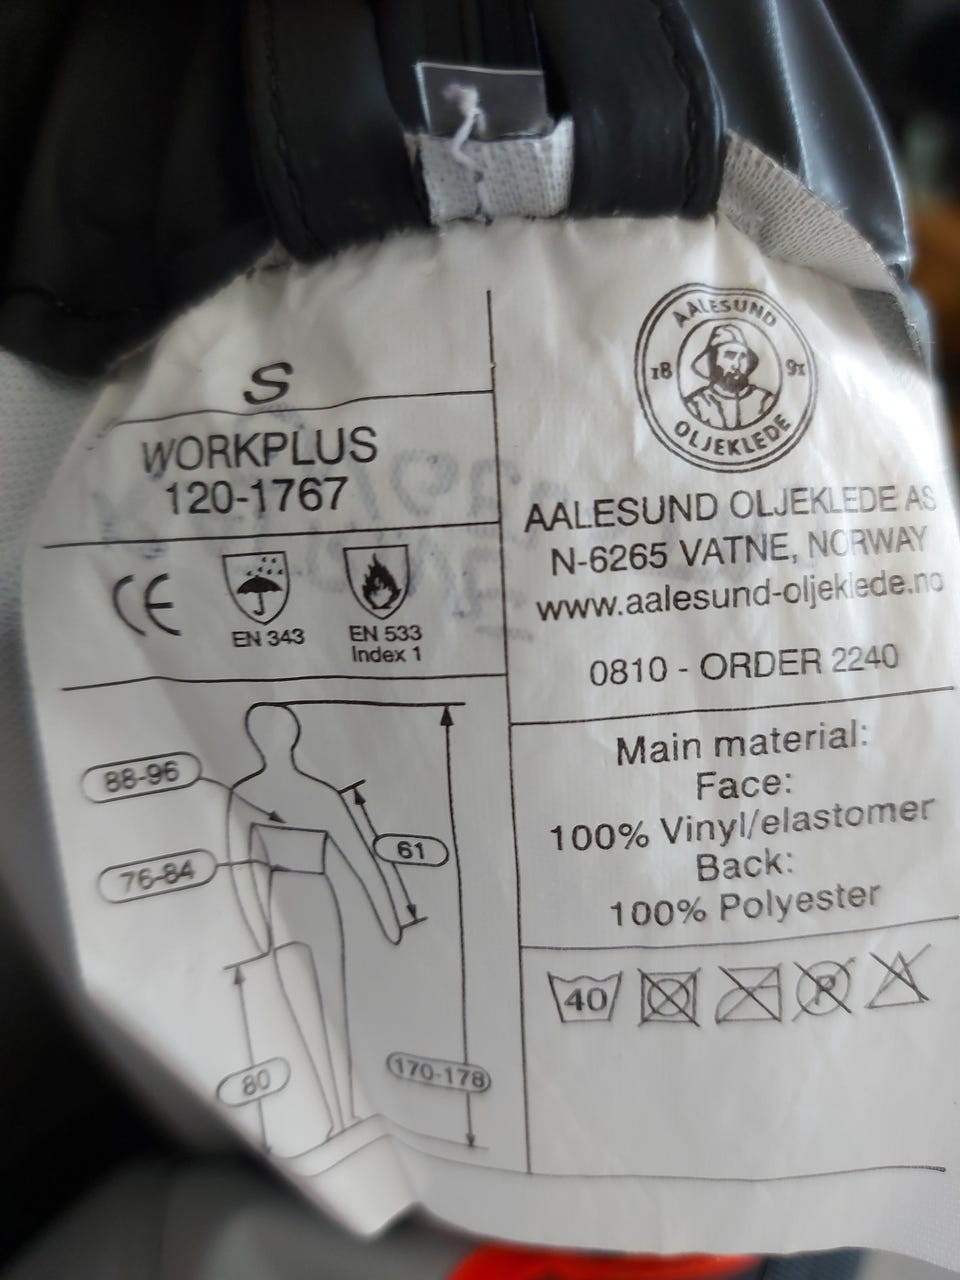 S
WORKPLUS
120-1767
CE
EN 343
EN 533
Index 1
88-96
76-84
61
80
170-178
AALESUND
18 91
OLJEKLEDE
AALESUND OLJEKLEDE AS
N-6265 VATNE, NORWAY
www.aalesund-oljeklede.no
0810 - ORDER 2240
Main material:
Face:
100% Vinyl/elastomer
Back:
100% Polyester
40
P